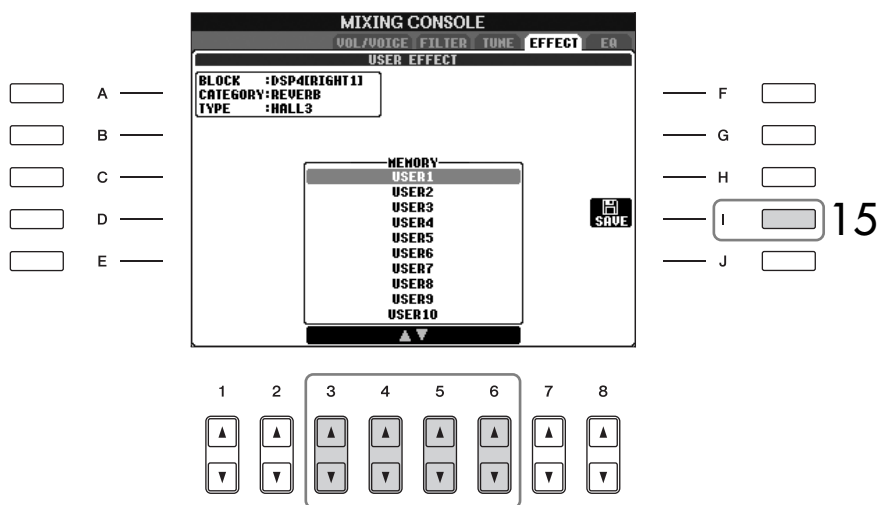 MIXING CONSOLE
VOL/VOICE FILTER TUNE EFFECT EQ
USER EFFECT
BLOCK :DSP4[RIGHT1]
CATEGORY:REVERB
TYPE :HALL3
A
B
C
D
E
F
G
H
I
J
15
MEMORY
USER1
USER2
USER3
USER4
USER5
USER6
USER7
USER8
USER9
USER10
SAVE
1 2 3 4 5 6 7 8